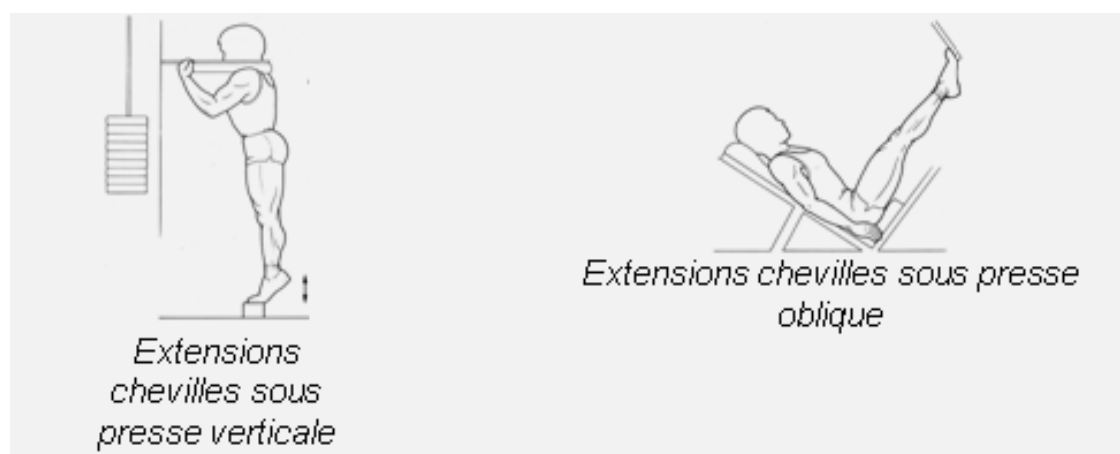 Extensions
chevilles sous
presse verticale
Extensions chevilles sous presse
oblique